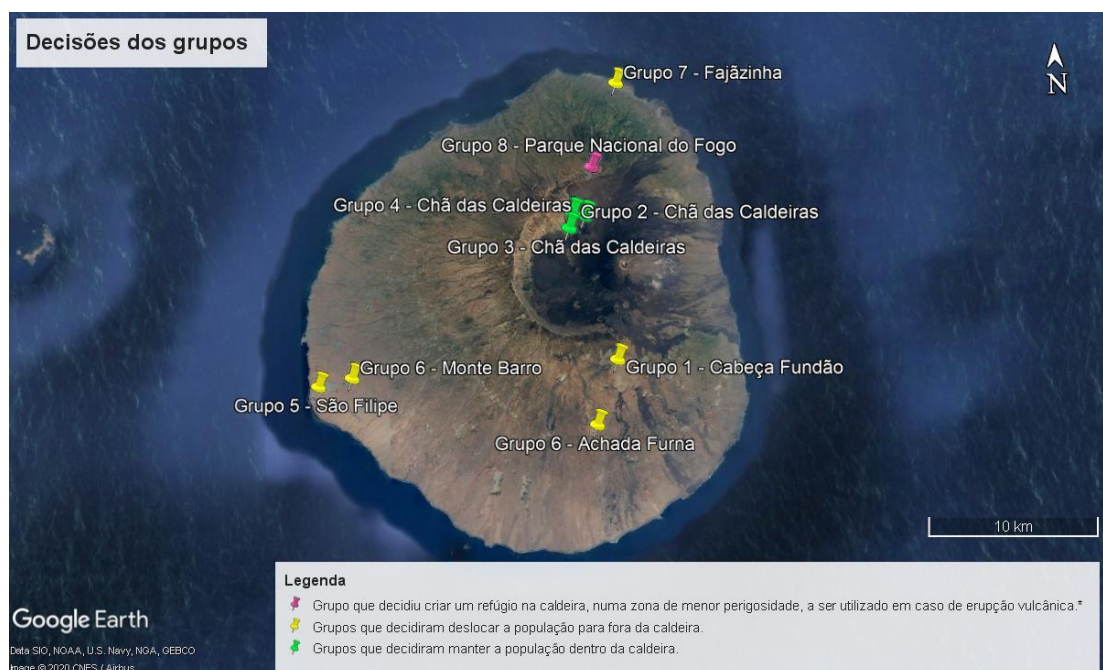 Decisões dos grupos
N
Grupo 7 - Fajãzinha
Grupo 8 - Parque Nacional do Fogo
Grupo 4 - Chã das Caldeiras
Grupo 2 - Chã das Caldeiras
Grupo 3 - Chã das Caldeiras
Grupo 6 - Monte Barro
Grupo 1 - Cabeça Fundão
Grupo 5 - São Filipe
Grupo 6 - Achada Furna
10 km
Legenda
Grupo que decidiu criar um refúgio na caldeira, numa zona de menor perigosidade, a ser utilizado em caso de erupção vulcânica.*
Grupos que decidiram deslocar a população para fora da caldeira.
Grupos que decidiram manter a população dentro da caldeira.
Google Earth
Data SIO, NOAA, U.S. Navy, NGA, GEBCO
Image © 2020 CNES / Airbus